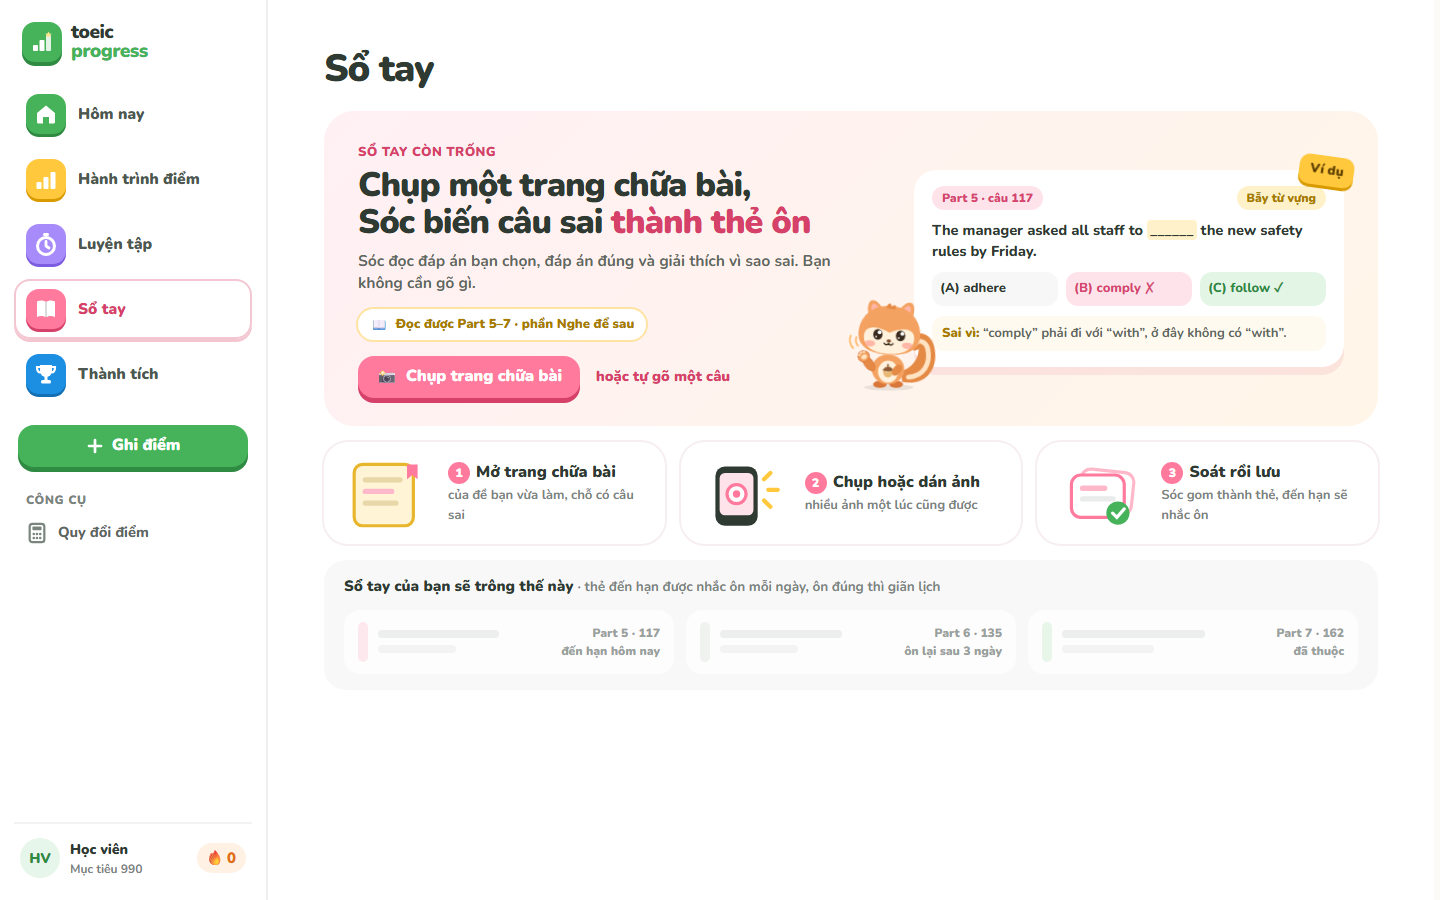 toeic
progress
Hôm nay
Hành trình điểm
Luyện tập
Sổ tay
Thành tích
+ Ghi điểm
CÔNG CỤ
Quy đổi điểm
HV
Học viên
Mục tiêu 990
0
Sổ tay
SỔ TAY CÒN TRỐNG
Chụp một trang chữa bài,
Sóc biến câu sai thành thẻ ôn
Sóc đọc đáp án bạn chọn, đáp án đúng và giải thích vì sao sai. Bạn
không cần gõ gì.
Đọc được Part 5–7 · phần Nghe để sau
Chụp trang chữa bài
hoặc tự gõ một câu
Ví dụ
Part 5 · câu 117
Bẫy từ vựng
The manager asked all staff to ______ the new safety
rules by Friday.
(A) adhere
(B) comply ✗
(C) follow ✓
Sai vì: “comply” phải đi với “with”, ở đây không có “with”.
1 Mở trang chữa bài
của đề bạn vừa làm, chỗ có câu
sai
2 Chụp hoặc dán ảnh
nhiều ảnh một lúc cũng được
3 Soát rồi lưu
Sóc gom thành thẻ, đến hạn sẽ
nhắc ôn
Sổ tay của bạn sẽ trông thế này · thẻ đến hạn được nhắc ôn mỗi ngày, ôn đúng thì giãn lịch
Part 5 · 117
đến hạn hôm nay
Part 6 · 135
ôn lại sau 3 ngày
Part 7 · 162
đã thuộc